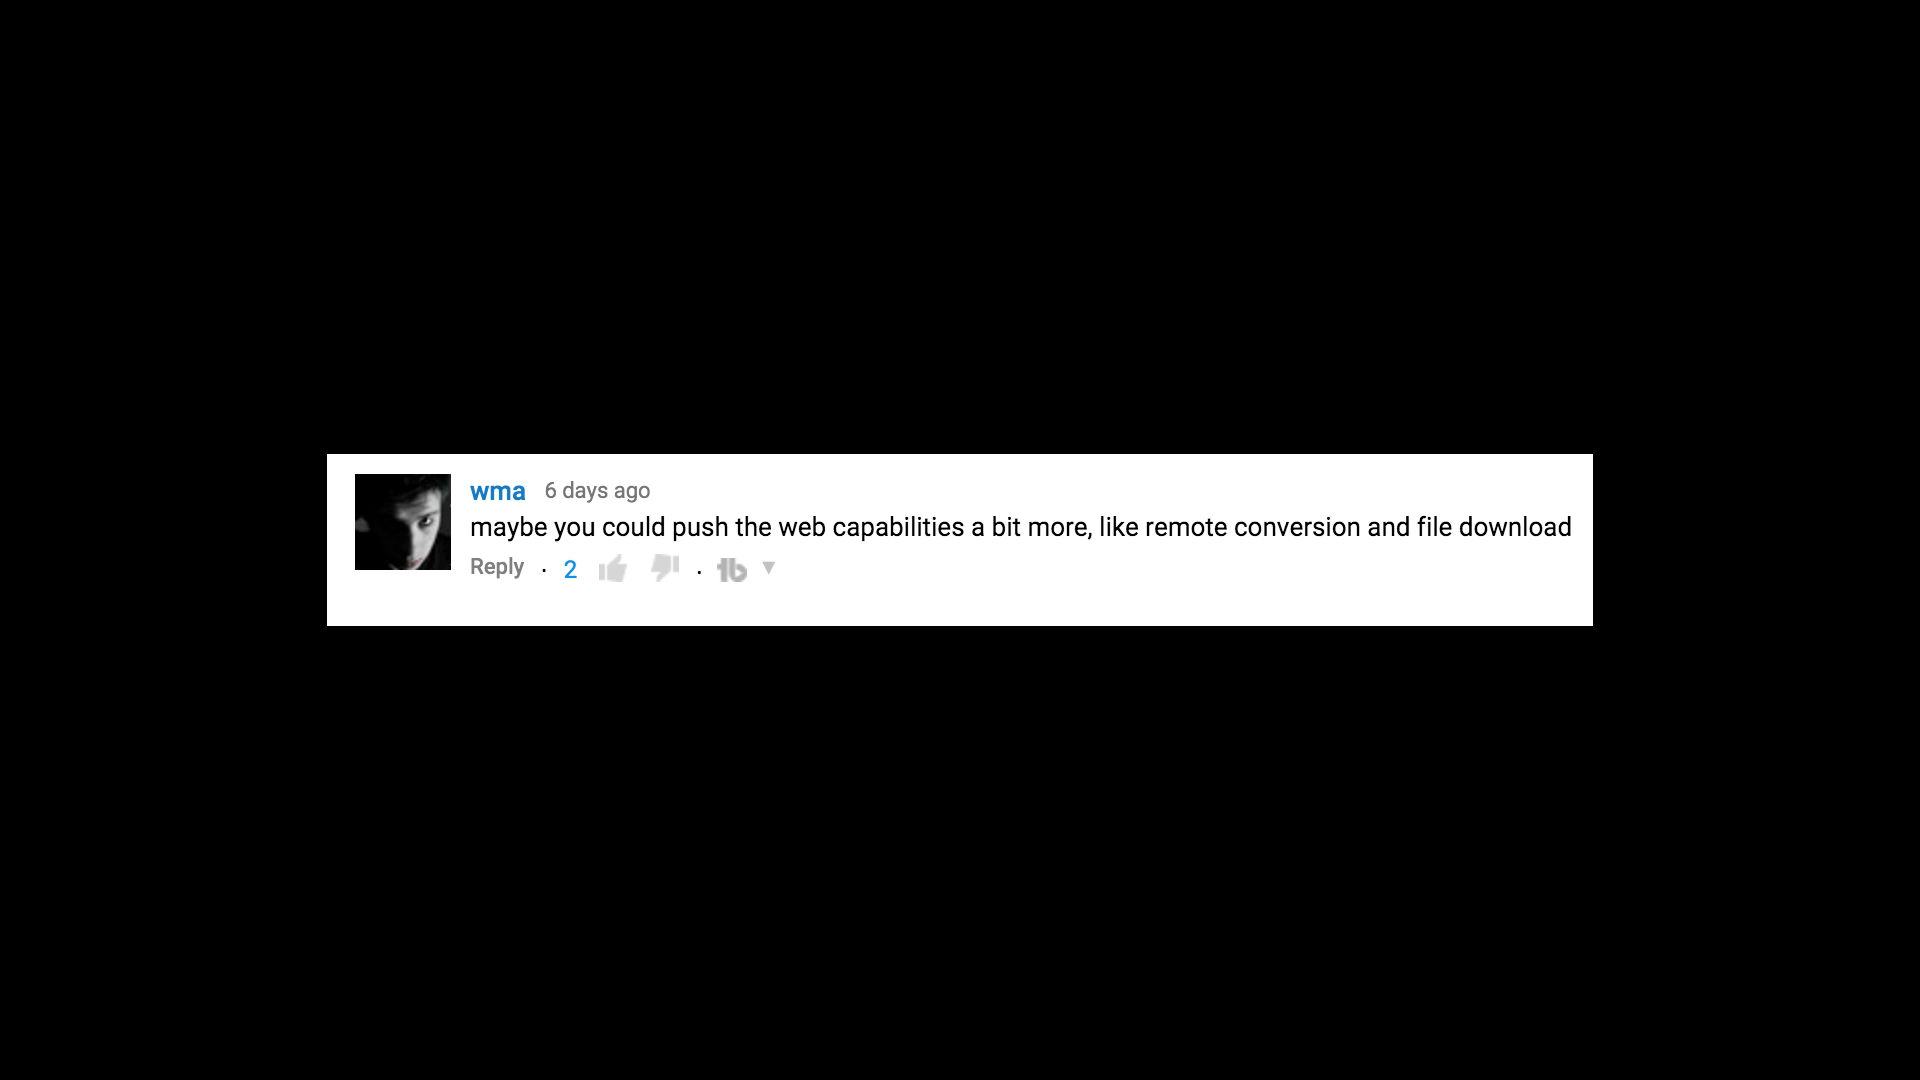 wma 6 days ago
maybe you could push the web capabilities a bit more, like remote conversion and file download
Reply · 2 · tb ▼